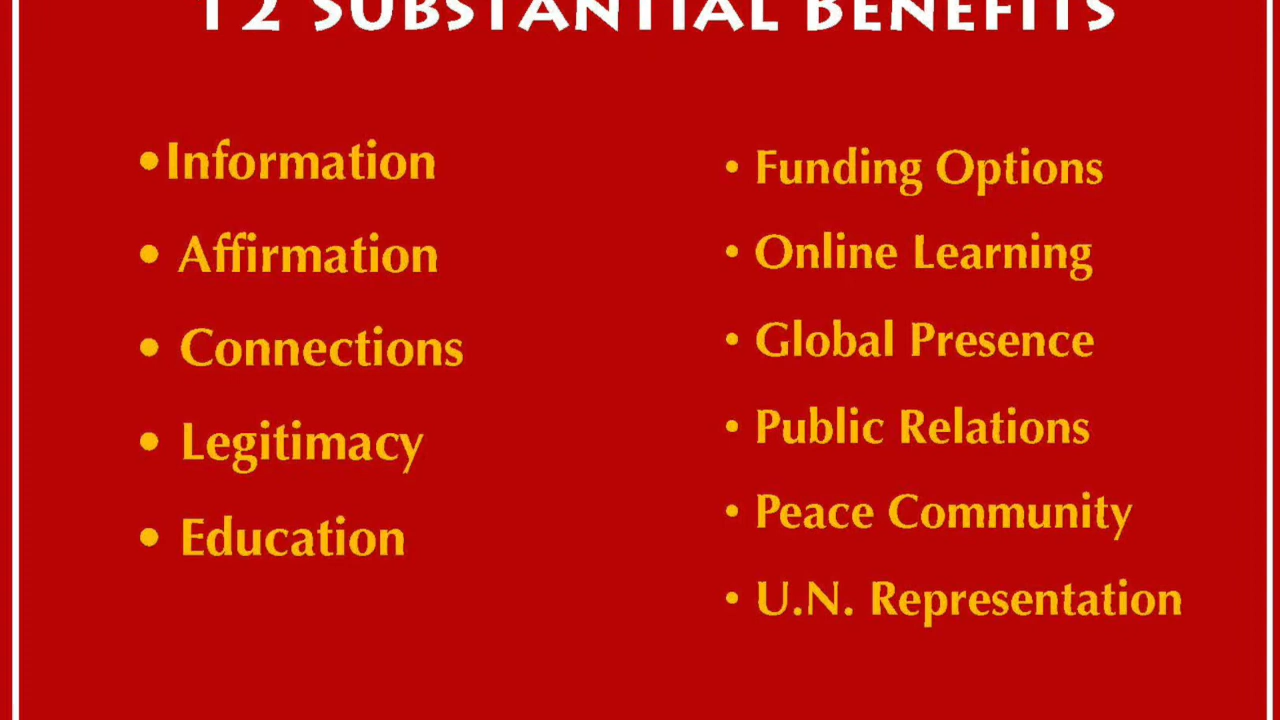 12 SUBSTANTIAL BENEFITS
•Information
• Affirmation
• Connections
• Legitimacy
• Education
• Funding Options
• Online Learning
• Global Presence
• Public Relations
• Peace Community
• U.N. Representation